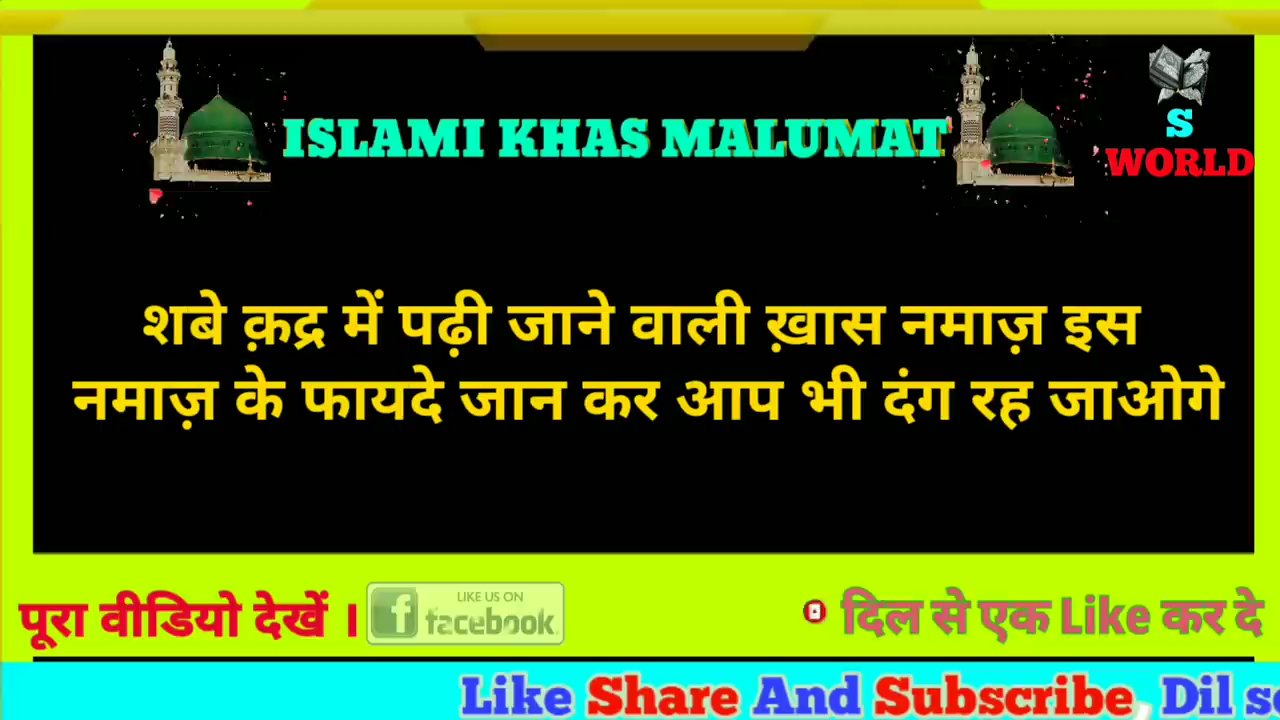 ISLAMI KHAS MALUMAT
S
WORLD
शबे क़द्र में पढ़ी जाने वाली ख़ास नमाज़ इस
नमाज़ के फायदे जान कर आप भी दंग रह जाओगे
पूरा वीडियो देखें ।
LIKE US ON
facebook
दिल से एक Like कर दे
Like Share And Subscribe, Dil